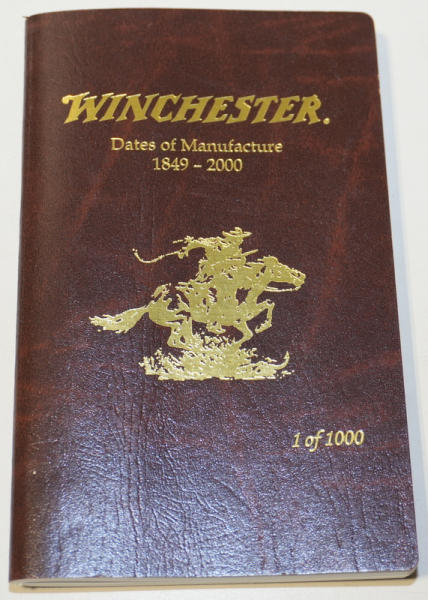 WINCHESTER.
Dates of Manufacture
1849 – 2000
1 of 1000